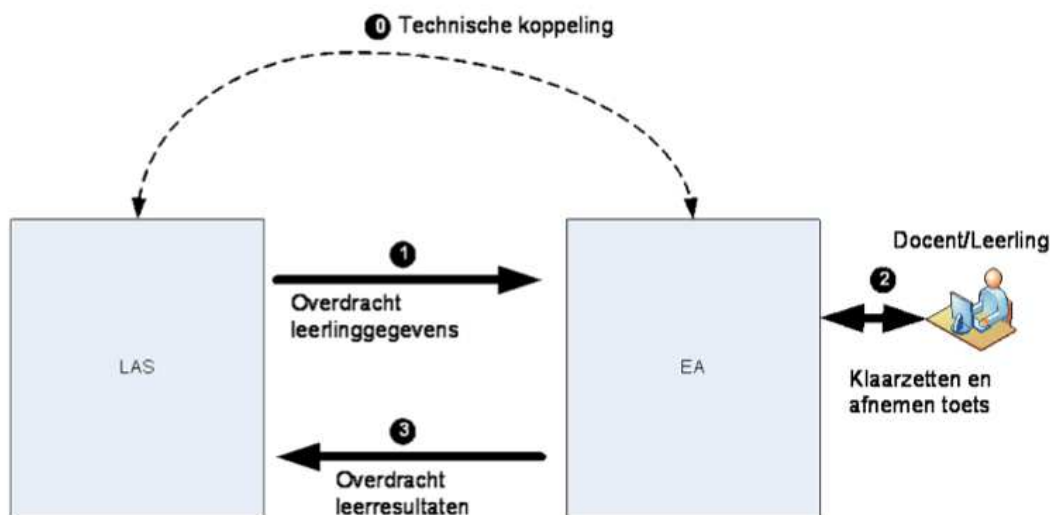 0 Technische koppeling
Docent/Leerling
1
2
Overdracht
leerlinggegevens
LAS
EA
Klaarzetten en
afnemen toets
3
Overdracht
leerresultaten